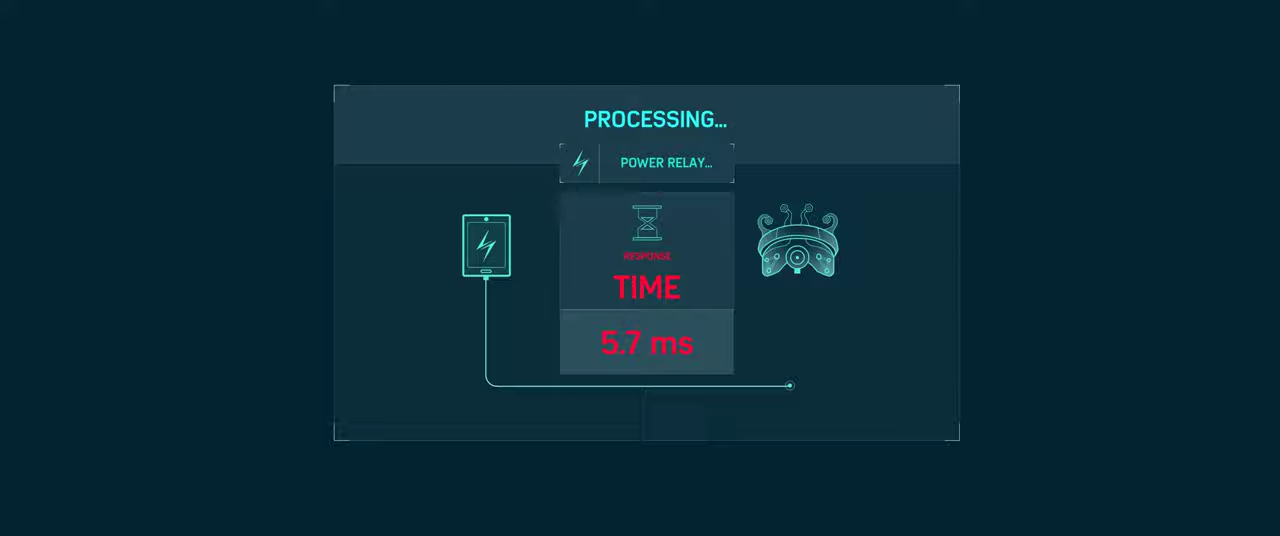 PROCESSING...
POWER RELAY...
RESPONSE
TIME
5.7 ms